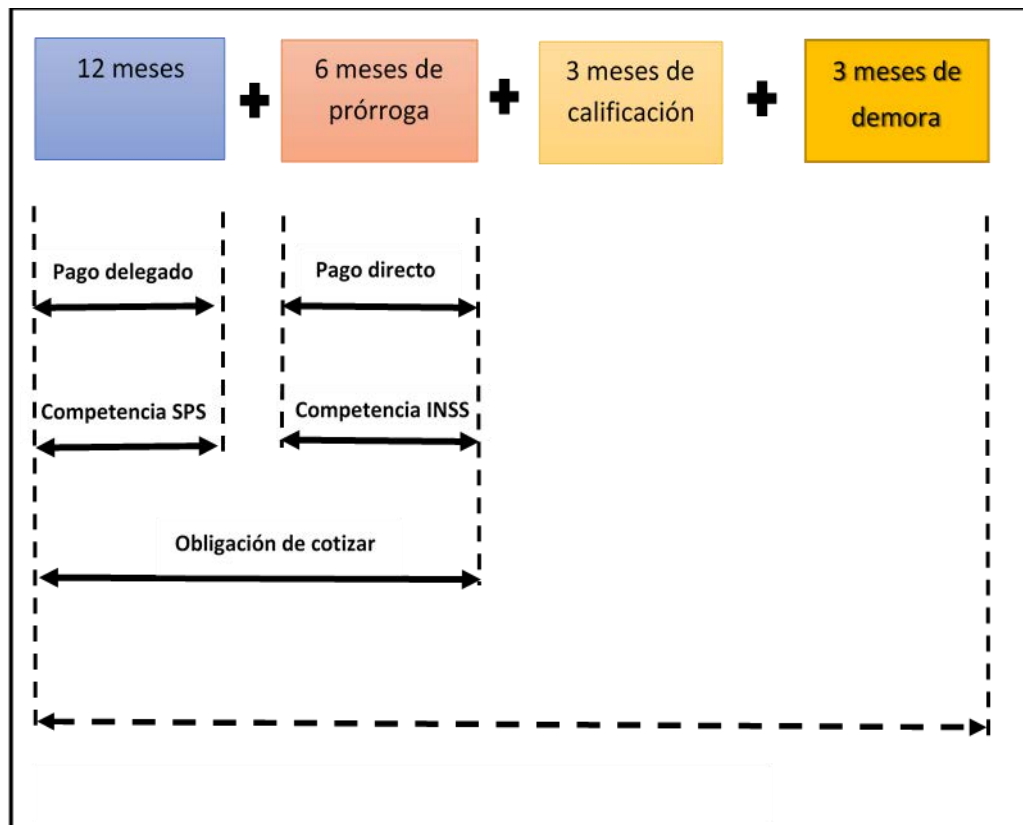 12 meses
6 meses de
prórroga
3 meses de
calificación
3 meses de
demora
Pago delegado
Pago directo
Competencia SPS
Competencia INSS
Obligación de cotizar